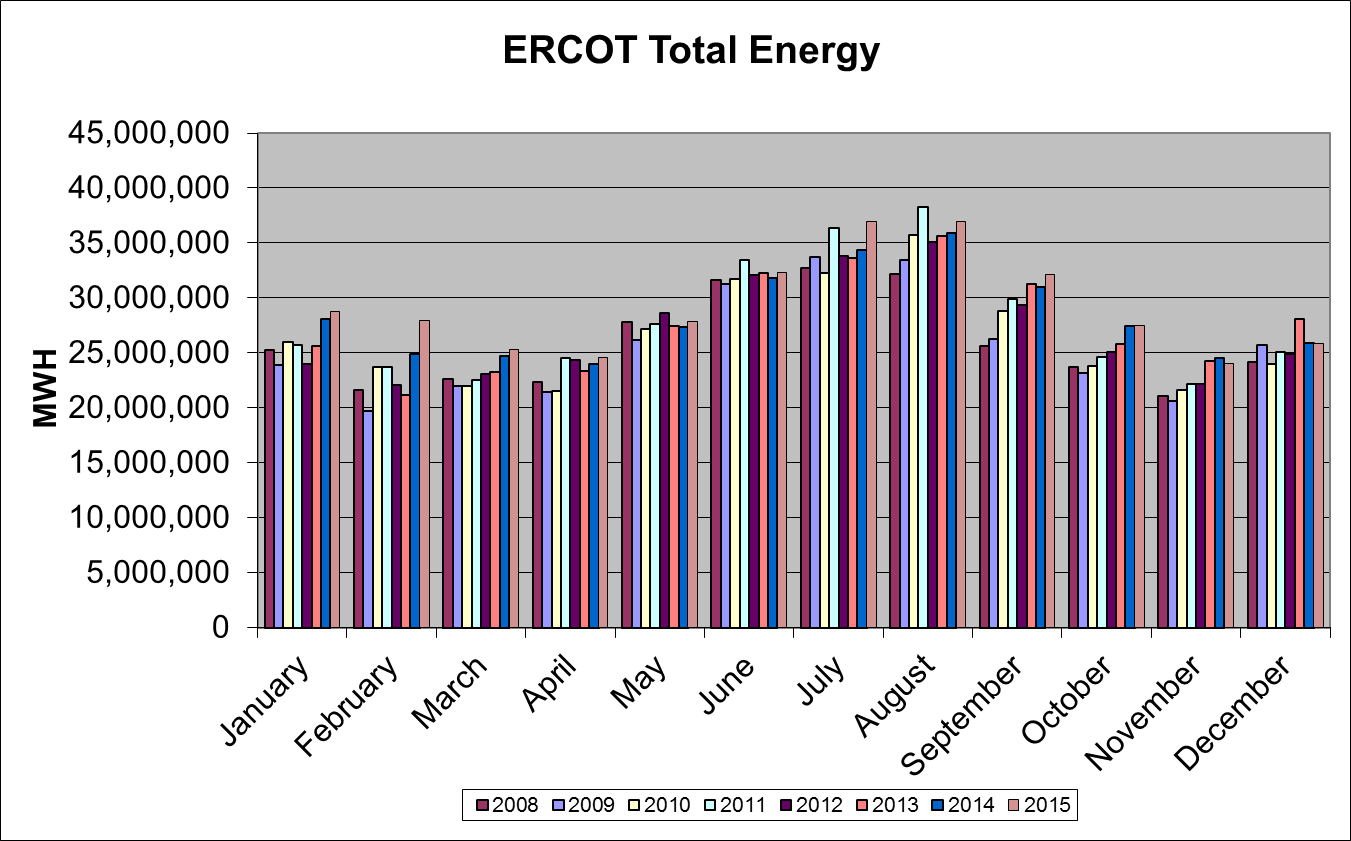 ERCOT Total Energy
45,000,000
40,000,000
35,000,000
30,000,000
25,000,000
20,000,000
15,000,000
10,000,000
5,000,000
0
MWH
January
February
March
April
May
June
July
August
September
October
November
December
2008 2009 2010 2011 2012 2013 2014 2015